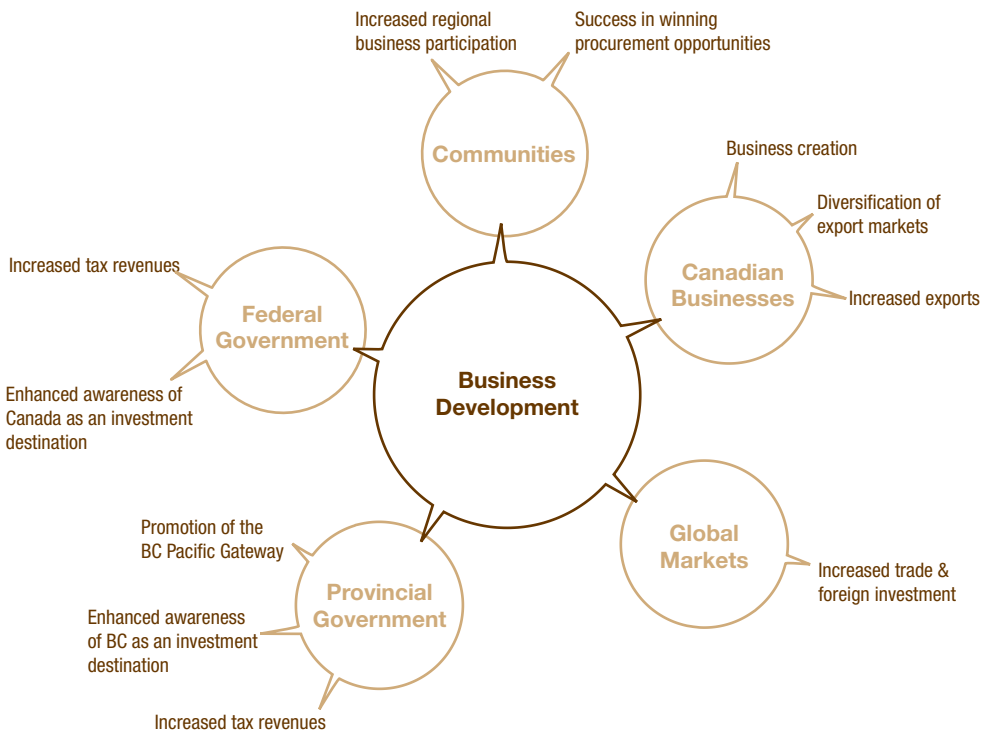 Increased regional
business participation
Success in winning
procurement opportunities
Communities
Business creation
Diversification of
export markets
Canadian
Businesses
Increased exports
Increased tax revenues
Federal
Government
Enhanced awareness of
Canada as an investment
destination
Business
Development
Global
Markets
Increased trade &
foreign investment
Promotion of the
BC Pacific Gateway
Provincial
Government
Enhanced awareness
of BC as an investment
destination
Increased tax revenues